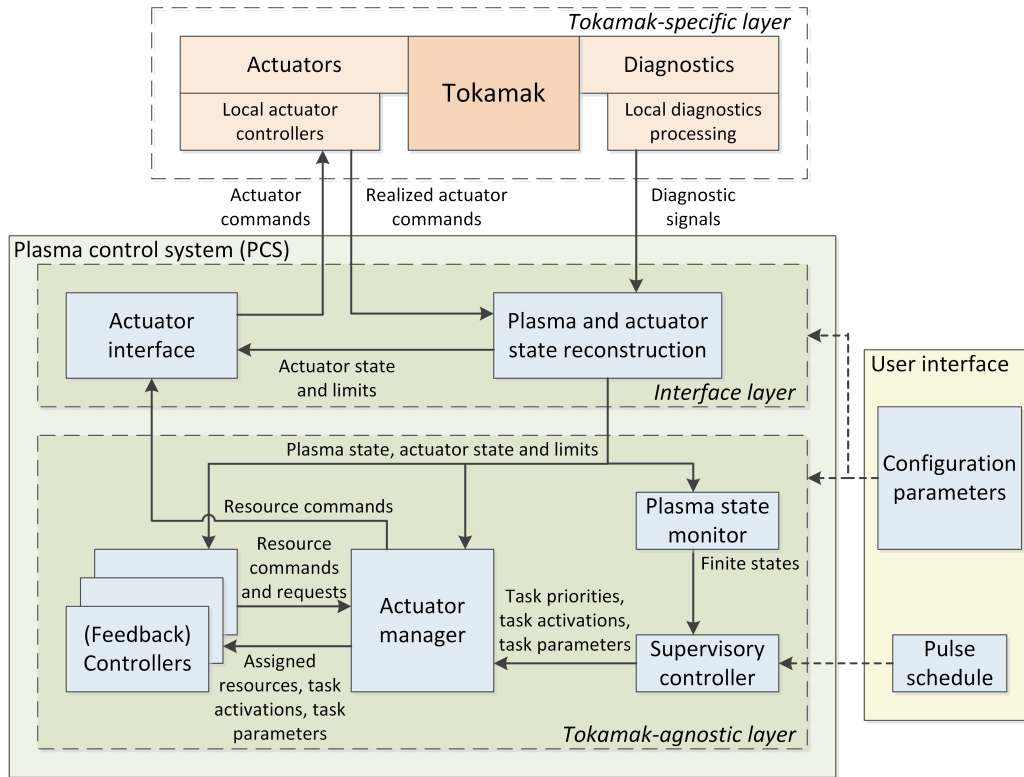 Tokamak-specific layer
Actuators
Tokamak
Diagnostics
Local actuator
controllers
Local diagnostics
processing
Actuator
commands
Realized actuator
commands
Diagnostic
signals
Plasma control system (PCS)
Actuator
interface
Plasma and actuator
state reconstruction
Actuator state
and limits
Interface layer
User interface
Configuration
parameters
Plasma state, actuator state and limits
Resource commands
Plasma state
monitor
Resource
commands
and requests
Finite states
(Feedback)
Controllers
Actuator
manager
Task priorities,
task activations,
task parameters
Supervisory
controller
Pulse
schedule
Assigned
resources, task
activations, task
parameters
Tokamak-agnostic layer